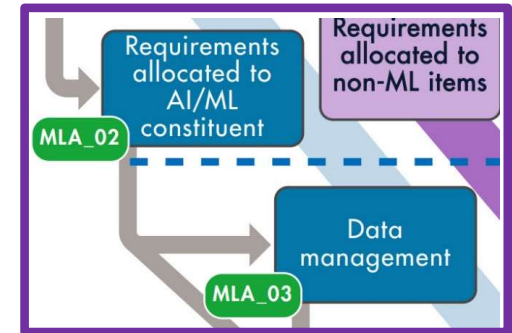 Requirements
allocated to
AI/ML
constituent
MLA_02
Requirements
allocated to
non-ML items
Data
management
MLA_03